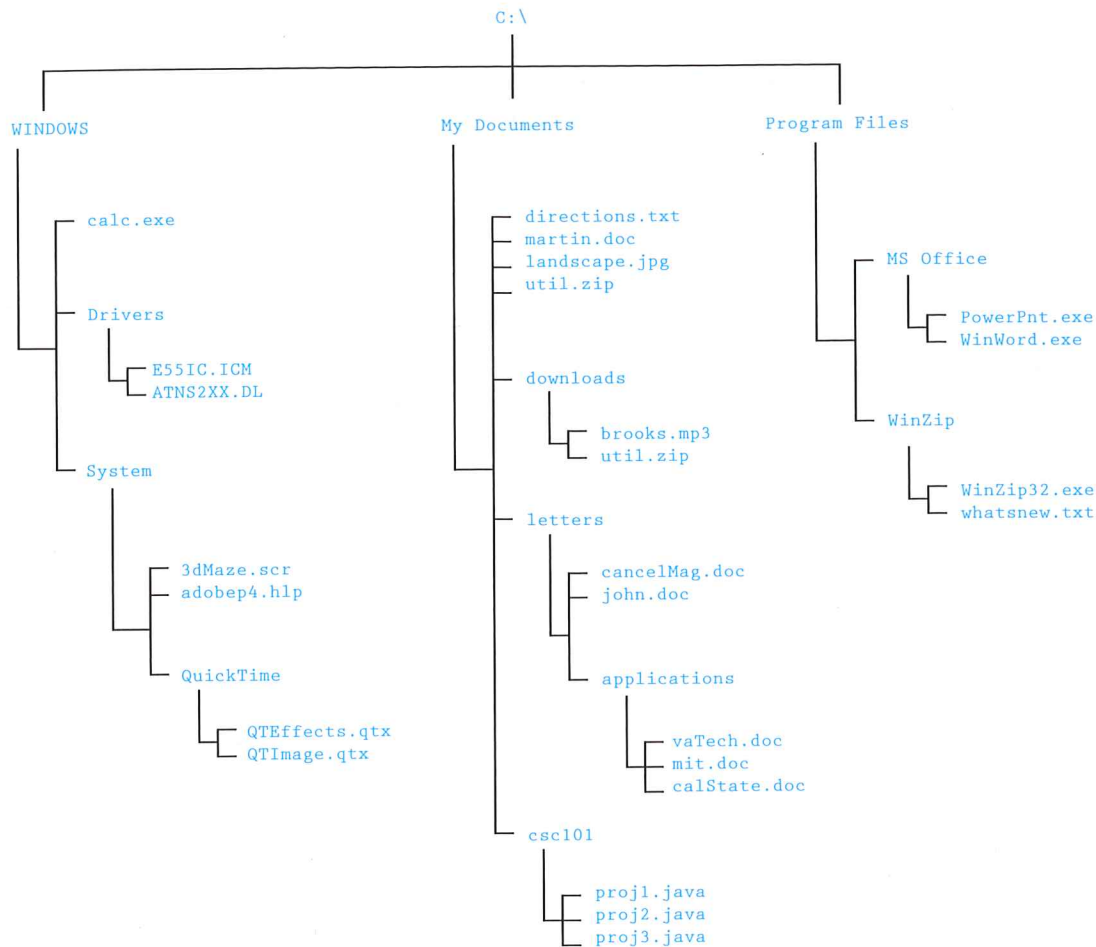 C:\
WINDOWS
calc.exe
Drivers
E55IC.ICM
ATNS2XX.DL
System
3dMaze.scr
adobep4.hlp
QuickTime
QTEffects.qtx
QTImage.qtx
My Documents
directions.txt
martin.doc
landscape.jpg
util.zip
downloads
brooks.mp3
util.zip
letters
cancelMag.doc
john.doc
applications
vaTech.doc
mit.doc
calState.doc
csc101
proj1.java
proj2.java
proj3.java
Program Files
MS Office
PowerPnt.exe
WinWord.exe
WinZip
WinZip32.exe
whatsnew.txt